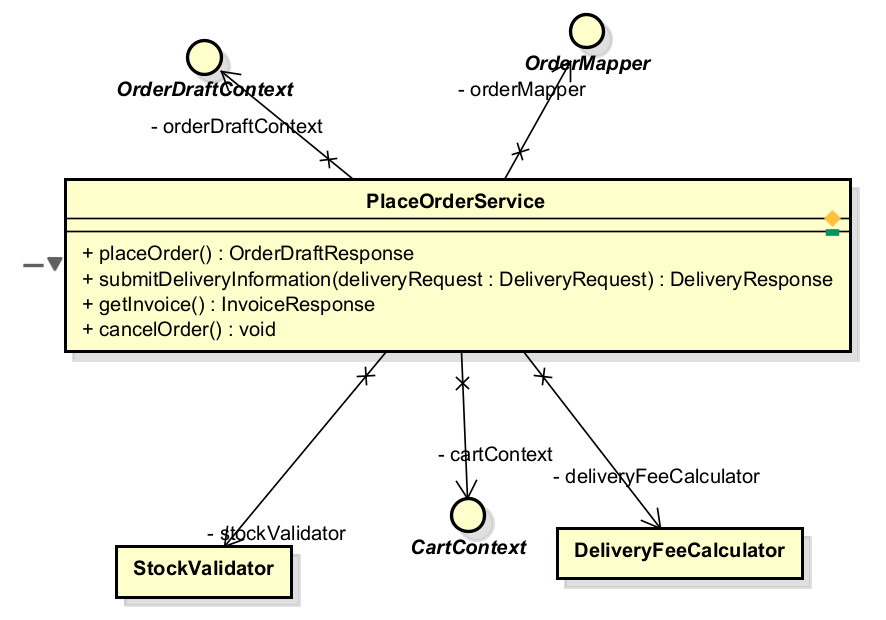 OrderMapper
- orderMapper
OrderDraftContext
- orderDraftContext
PlaceOrderService
+ placeOrder() : OrderDraftResponse
+ submitDeliveryInformation(deliveryRequest : DeliveryRequest) : DeliveryResponse
+ getInvoice() : InvoiceResponse
+ cancelOrder() : void
- cartContext
- deliveryFeeCalculator
- stockValidator
CartContext
DeliveryFeeCalculator
StockValidator